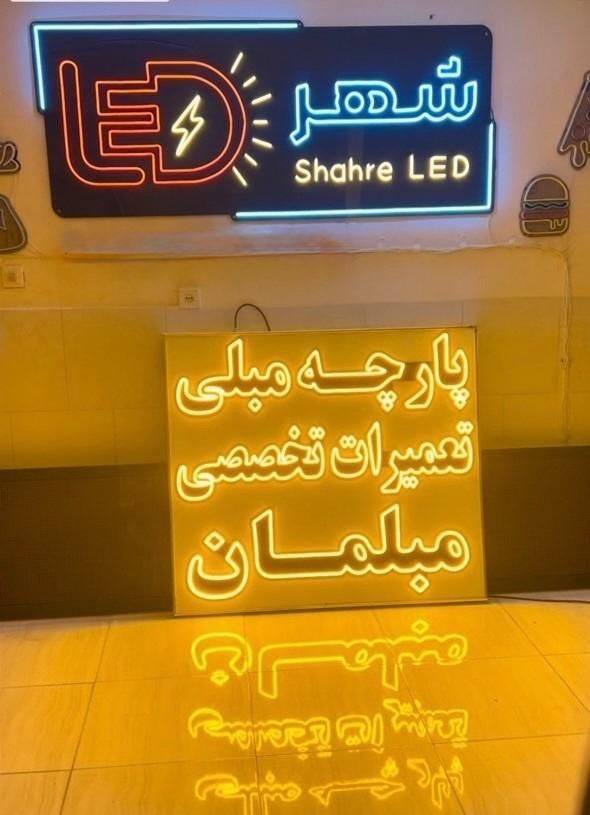 LED
شهر
Shahre LED
پارچه مبلی
تعمیرات تخصصی
مبلمان